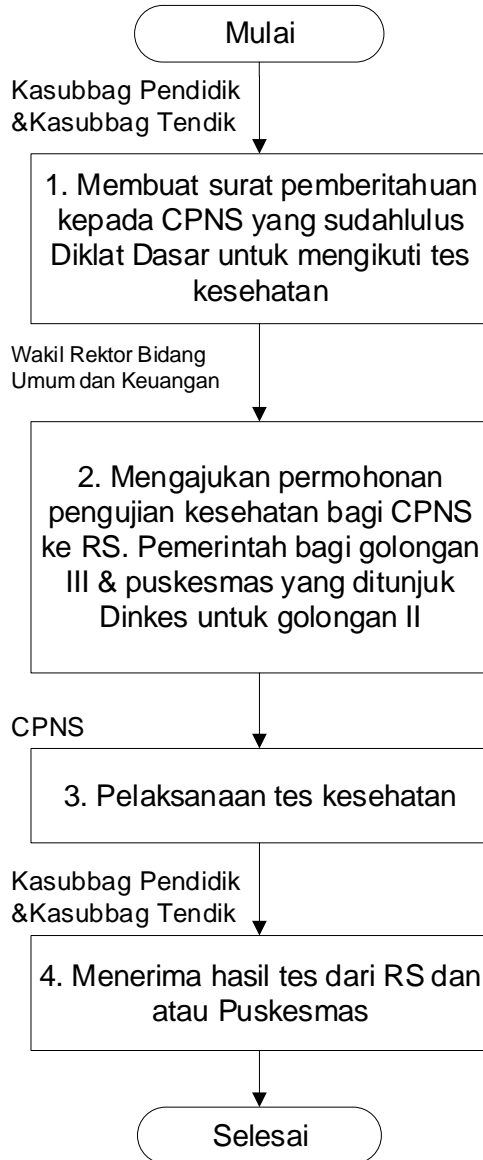 Mulai
Kasubbag Pendidik
&Kasubbag Tendik
1. Membuat surat pemberitahuan
kepada CPNS yang sudahlulus
Diklat Dasar untuk mengikuti tes
kesehatan
Wakil Rektor Bidang
Umum dan Keuangan
2. Mengajukan permohonan
pengujian kesehatan bagi CPNS
ke RS. Pemerintah bagi golongan
III & puskesmas yang ditunjuk
Dinkes untuk golongan II
CPNS
3. Pelaksanaan tes kesehatan
Kasubbag Pendidik
&Kasubbag Tendik
4. Menerima hasil tes dari RS dan
atau Puskesmas
Selesai